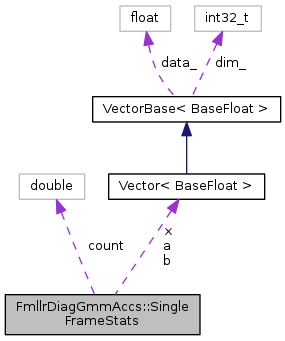 float
int32_t
data_
dim_
VectorBase< BaseFloat >
double
Vector< BaseFloat >
count
x
a
b
FmllrDiagGmmAccs::Single
FrameStats